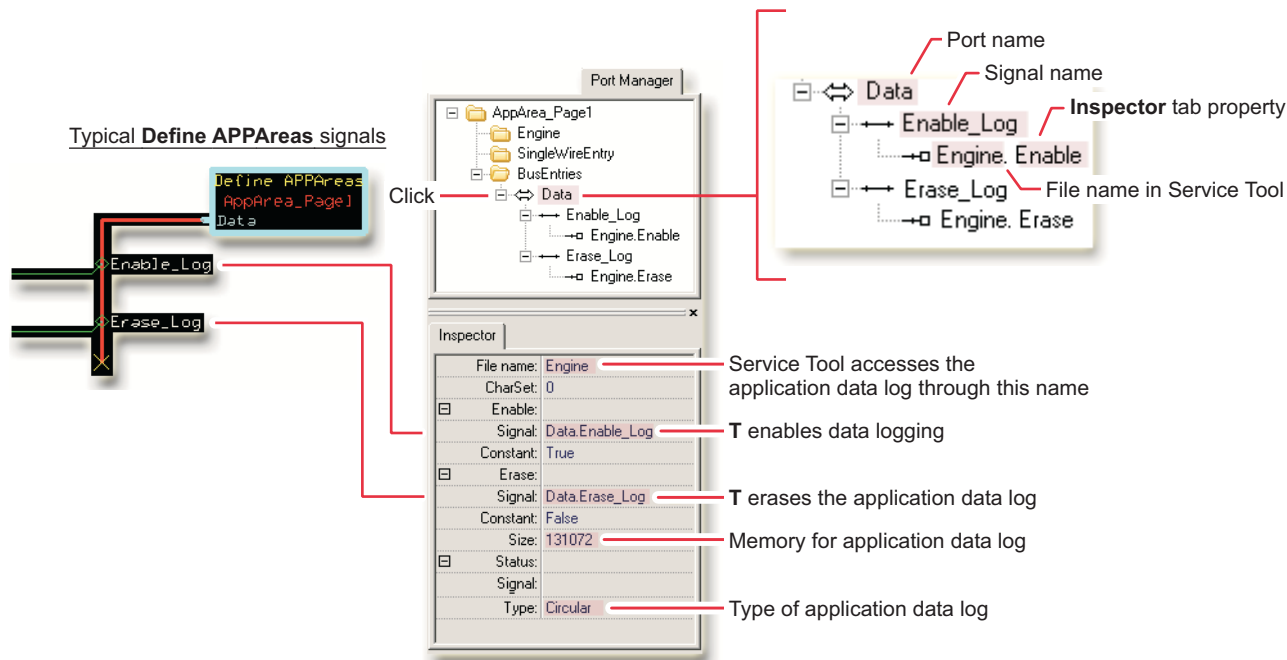 Typical Define APPAreas signals
Define APPAreas
AppArea_Page1
Data
Enable_Log
Erase_Log
Click
Port Manager
AppArea_Page1
Engine
SingleWireEntry
BusEntries
Data
Enable_Log
Engine.Enable
Erase_Log
Engine.Erase
Port name
Signal name
Inspector tab property
File name in Service Tool
Data
Enable_Log
Engine. Enable
Erase_Log
Engine. Erase
x
Inspector
File name: Engine
CharSet: 0
Enable:
Signal: Data.Enable_Log
Constant: True
Erase:
Signal: Data.Erase_Log
Constant: False
Size: 131072
Status:
Signal:
Type: Circular
Service Tool accesses the
application data log through this name
T enables data logging
T erases the application data log
Memory for application data log
Type of application data log